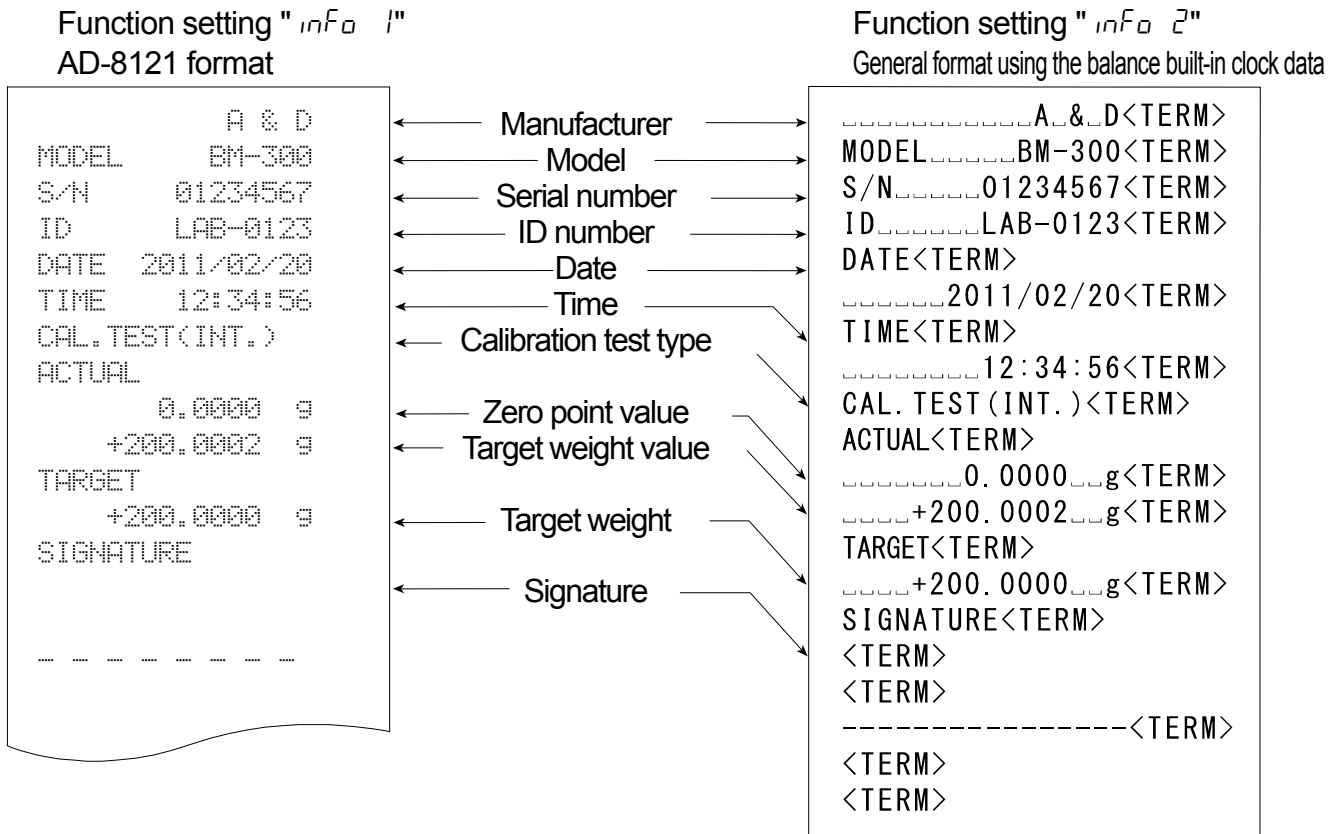 Function setting " inFo 1"
AD-8121 format
A & D
MODEL BM-300
S/N 01234567
ID LAB-0123
DATE 2011/02/20
TIME 12:34:56
CAL.TEST(INT.)
ACTUAL
0.0000 g
+200.0002 g
TARGET
+200.0000 g
SIGNATURE
_ _ _ _ _ _ _ _
Manufacturer
Model
Serial number
ID number
Date
Time
Calibration test type
Zero point value
Target weight value
Target weight
Signature
Function setting " inFo 2"
General format using the balance built-in clock data
␣␣␣␣␣␣␣␣␣␣␣A␣&␣D<TERM>
MODEL␣␣␣␣␣BM-300<TERM>
S/N␣␣␣␣␣01234567<TERM>
ID␣␣␣␣␣␣LAB-0123<TERM>
DATE<TERM>
␣␣␣␣␣␣2011/02/20<TERM>
TIME<TERM>
␣␣␣␣␣␣␣␣12:34:56<TERM>
CAL.TEST(INT.)<TERM>
ACTUAL<TERM>
␣␣␣␣␣␣␣0.0000␣␣g<TERM>
␣␣␣␣+200.0002␣␣g<TERM>
TARGET<TERM>
␣␣␣␣+200.0000␣␣g<TERM>
SIGNATURE<TERM>
<TERM>
<TERM>
----------------<TERM>
<TERM>
<TERM>